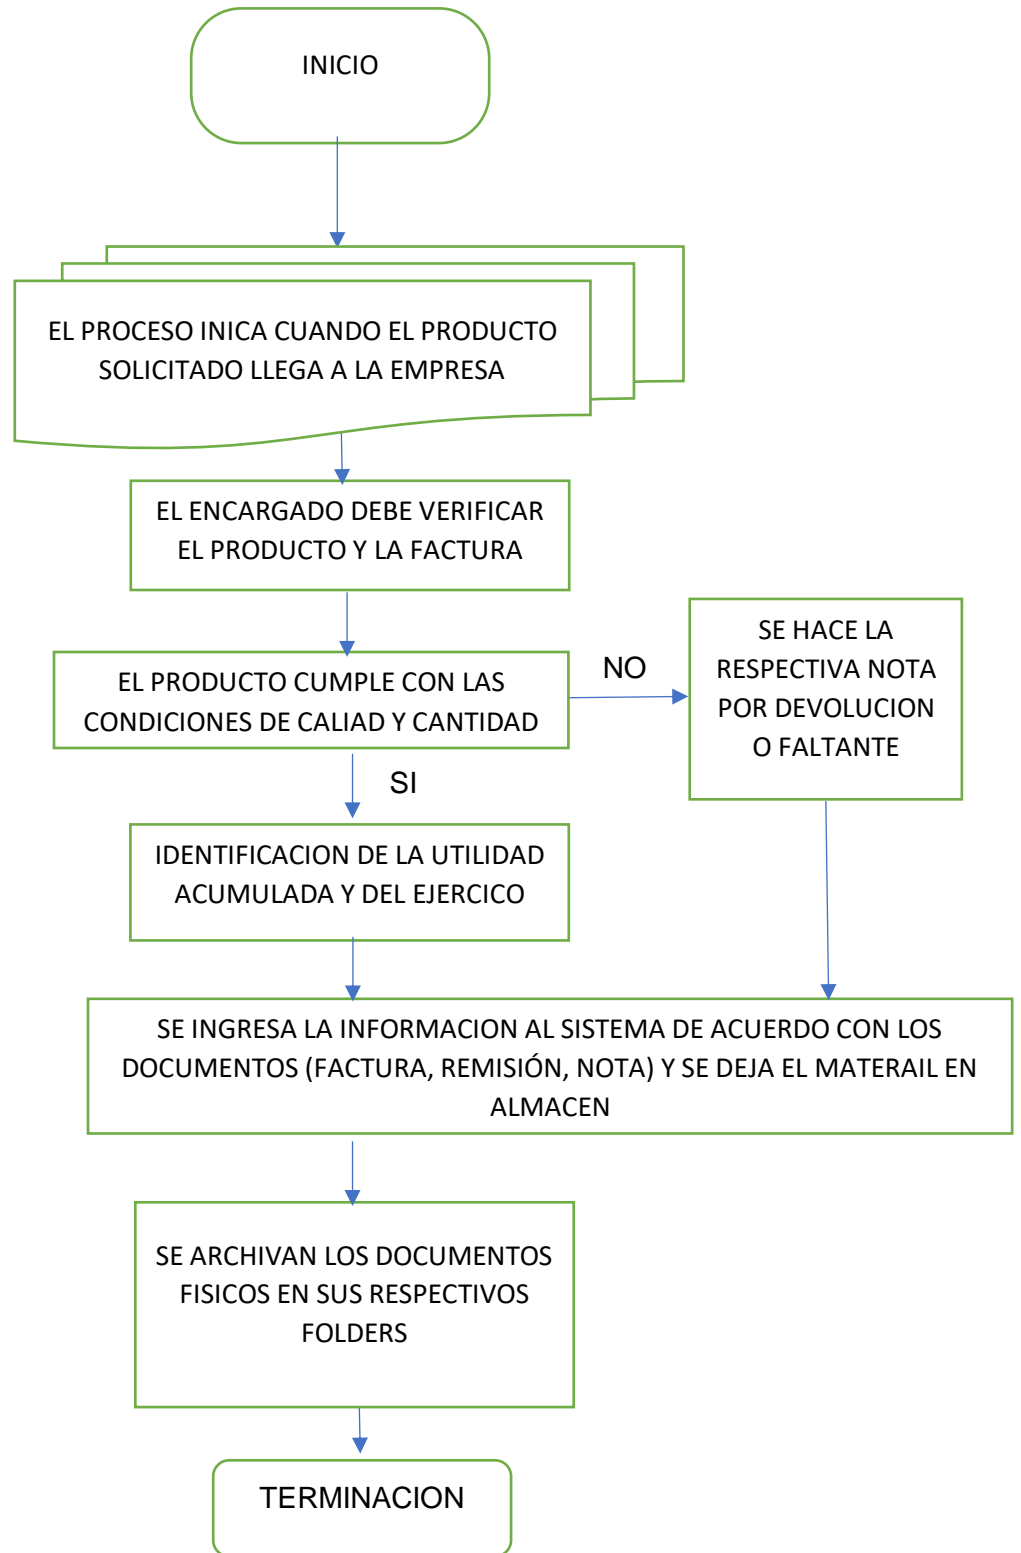 INICIO
EL PROCESO INICA CUANDO EL PRODUCTO
SOLICITADO LLEGA A LA EMPRESA
EL ENCARGADO DEBE VERIFICAR
EL PRODUCTO Y LA FACTURA
EL PRODUCTO CUMPLE CON LAS
CONDICIONES DE CALIAD Y CANTIDAD
NO
SE HACE LA
RESPECTIVA NOTA
POR DEVOLUCION
O FALTANTE
SI
IDENTIFICACION DE LA UTILIDAD
ACUMULADA Y DEL EJERCICO
SE INGRESA LA INFORMACION AL SISTEMA DE ACUERDO CON LOS
DOCUMENTOS (FACTURA, REMISIÓN, NOTA) Y SE DEJA EL MATERAIL EN
ALMACEN
SE ARCHIVAN LOS DOCUMENTOS
FISICOS EN SUS RESPECTIVOS
FOLDERS
TERMINACION